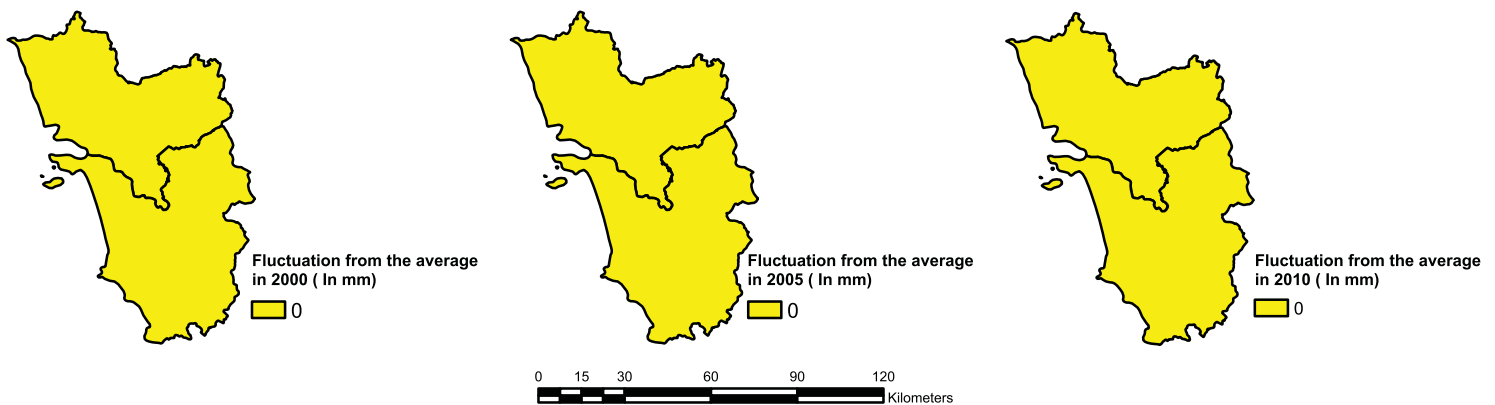 Fluctuation from the average
in 2000 ( In mm)
0
Fluctuation from the average
in 2005 ( In mm)
0
Fluctuation from the average
in 2010 ( In mm)
0
0 15 30 60 90 120
Kilometers